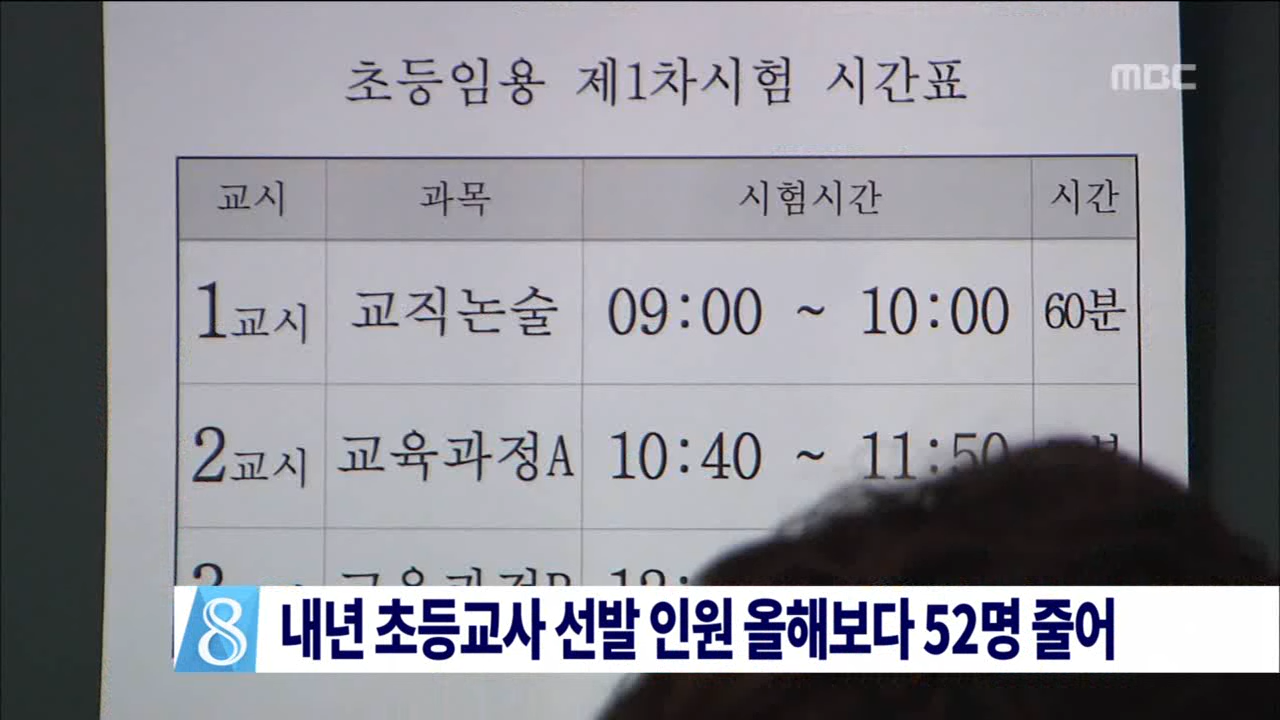 초등임용 제1차시험 시간표
MBC
교시 과목 시험시간 시간
1교시 교직논술 09:00 ~ 10:00 60분
2교시 교육과정A 10:40 ~ 11:50
8 내년 초등교사 선발 인원 올해보다 52명 줄어